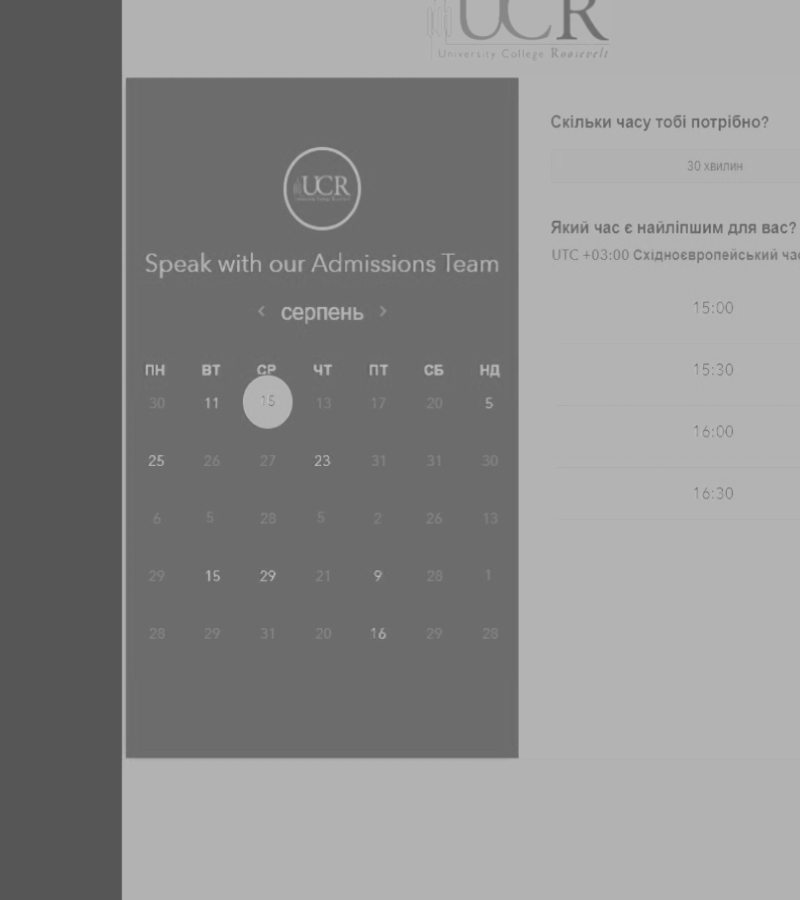 UCR
University College Roosevelt
UCR
Speak with our Admissions Team
< серпень >
ПН ВТ СР ЧТ ПТ СБ НД
30 11 15 13 17 20 5
25 26 27 23 31 31 30
6 5 28 5 2 26 13
29 15 29 21 9 28 1
28 29 31 20 16 29 28
Скільки часу тобі потрібно?
30 хвилин
Який час є найліпшим для вас?
UTC +03:00 Східноєвропейський час
15:00
15:30
16:00
16:30